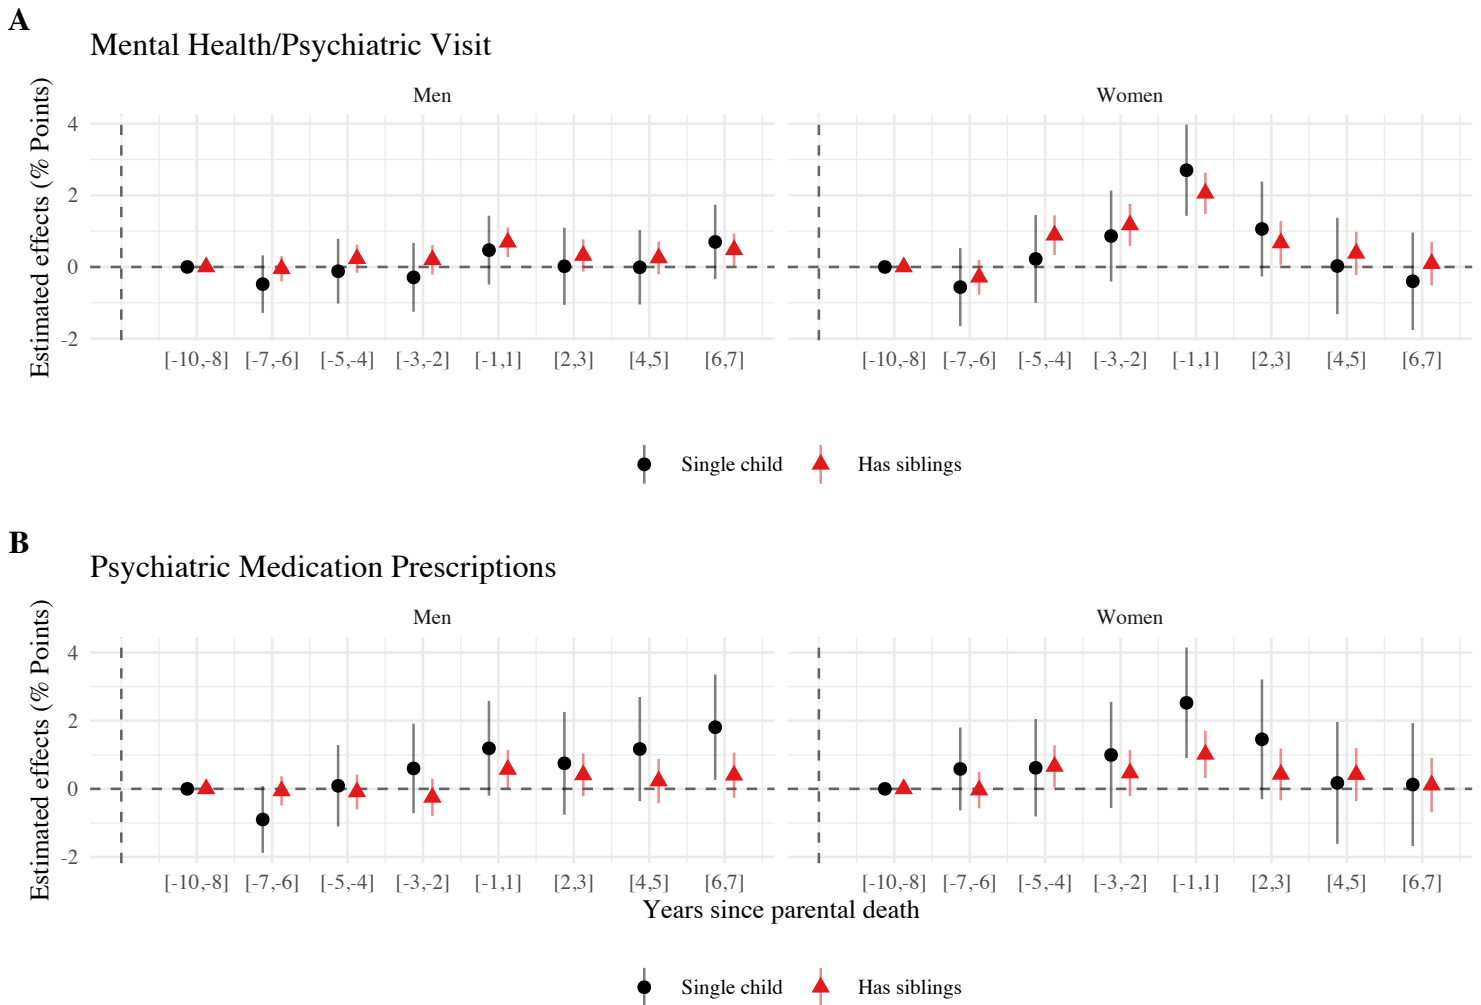 A
Mental Health/Psychiatric Visit
Men
Women
Estimated effects (% Points)
4
2
0
-2
[-10,-8] [-7,-6] [-5,-4] [-3,-2] [-1,1] [2,3] [4,5] [6,7]
[-10,-8] [-7,-6] [-5,-4] [-3,-2] [-1,1] [2,3] [4,5] [6,7]
Single child Has siblings
B
Psychiatric Medication Prescriptions
Men
Women
Estimated effects (% Points)
4
2
0
-2
[-10,-8] [-7,-6] [-5,-4] [-3,-2] [-1,1] [2,3] [4,5] [6,7]
[-10,-8] [-7,-6] [-5,-4] [-3,-2] [-1,1] [2,3] [4,5] [6,7]
Years since parental death
Single child Has siblings